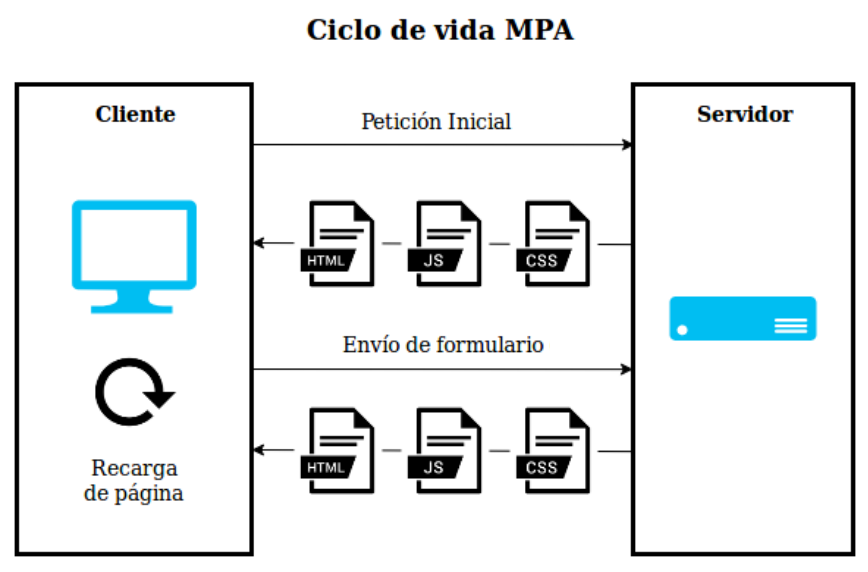 Ciclo de vida MPA
Cliente
Servidor
Petición Inicial
HTML
JS
CSS
Envío de formulario
HTML
JS
CSS
Recarga
de página